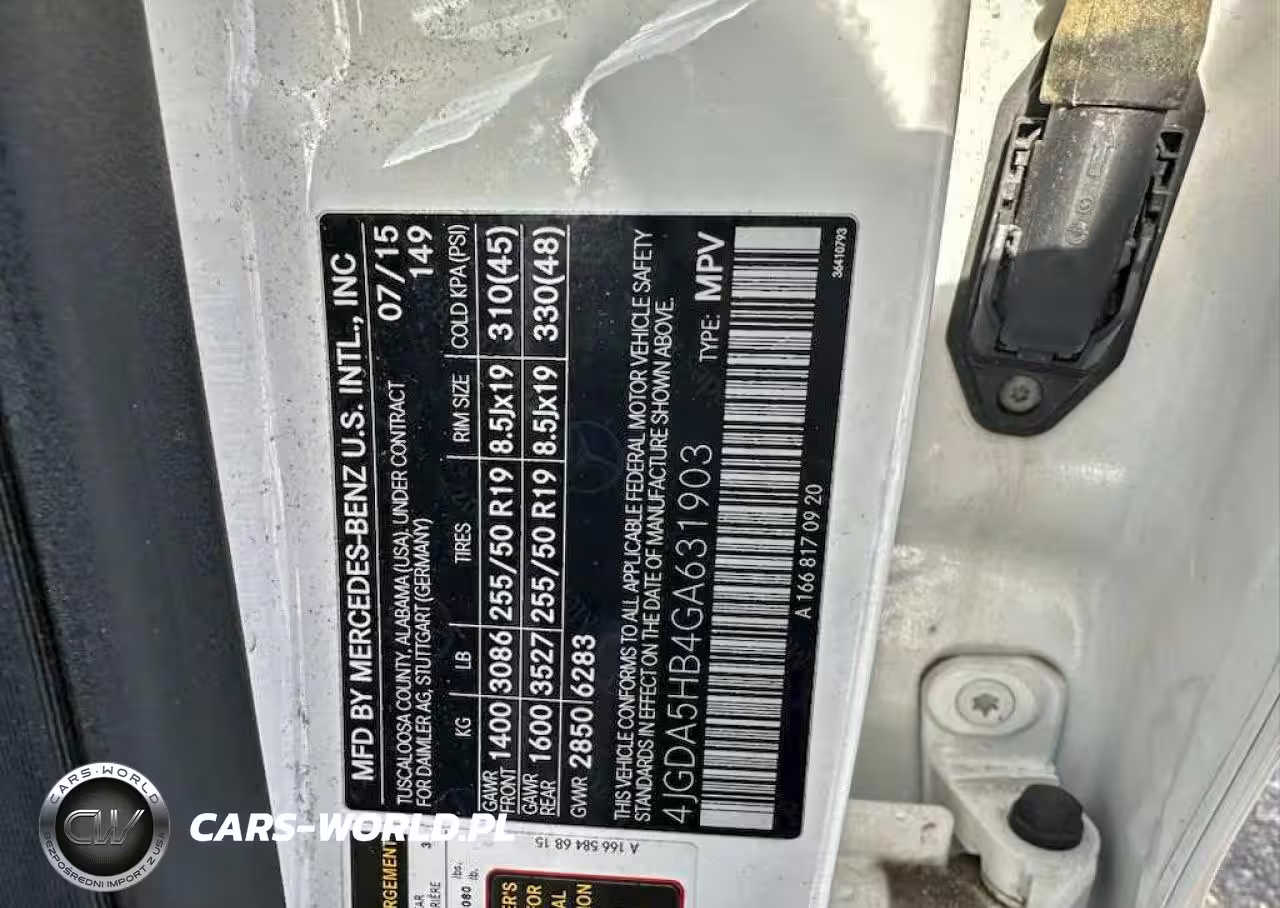 MFD BY MERCEDES-BENZ U.S. INTL., INC
TUSCALOOSA COUNTY, ALABAMA (USA). UNDER CONTRACT 07/15
FOR DAIMLER AG, STUTTGART (GERMANY) 149
KG LB TIRES RIM SIZE COLD KPA (PSI)
GAWR FRONT 1400 3086 255/50 R19 8.5Jx19 310(45)
GAWR REAR 1600 3527 255/50 R19 8.5Jx19 330(48)
GVWR 2850 6283
THIS VEHICLE CONFORMS TO ALL APPLICABLE FEDERAL MOTOR VEHICLE SAFETY
STANDARDS IN EFFECT ON THE DATE OF MANUFACTURE SHOWN ABOVE.
4JGDA5HB4GA631903 TYPE: MPV
A 166 817 09 20 36410793
A 166 584 68 15
CARS-WORLD
CW
BEZPOŚREDNI IMPORT Z USA
CARS-WORLD.PL